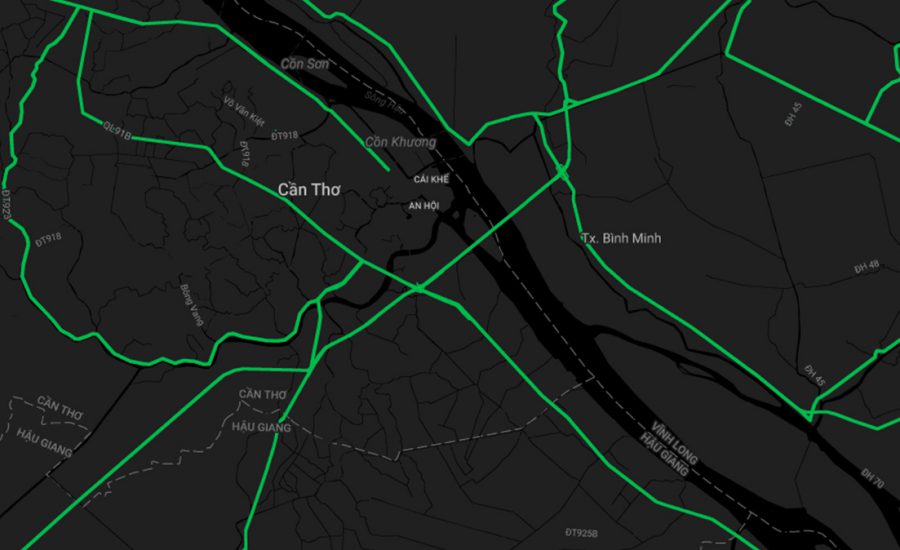 Cồn Sơn
Sông Hậu
Võ Văn Kiệt
ĐH 45
QL.91B
ĐT918
Cồn Khương
ĐT918
CÁI KHẾ
Cần Thơ
AN HỘI
ĐT923
ĐT918
Tx. Bình Minh
ĐH 48
Bông Vang
ĐH 45
CẦN THƠ
CẦN THƠ
HẬU GIANG
HẬU GIANG
VĨNH LONG
HẬU GIANG
ĐH 70
ĐT925B